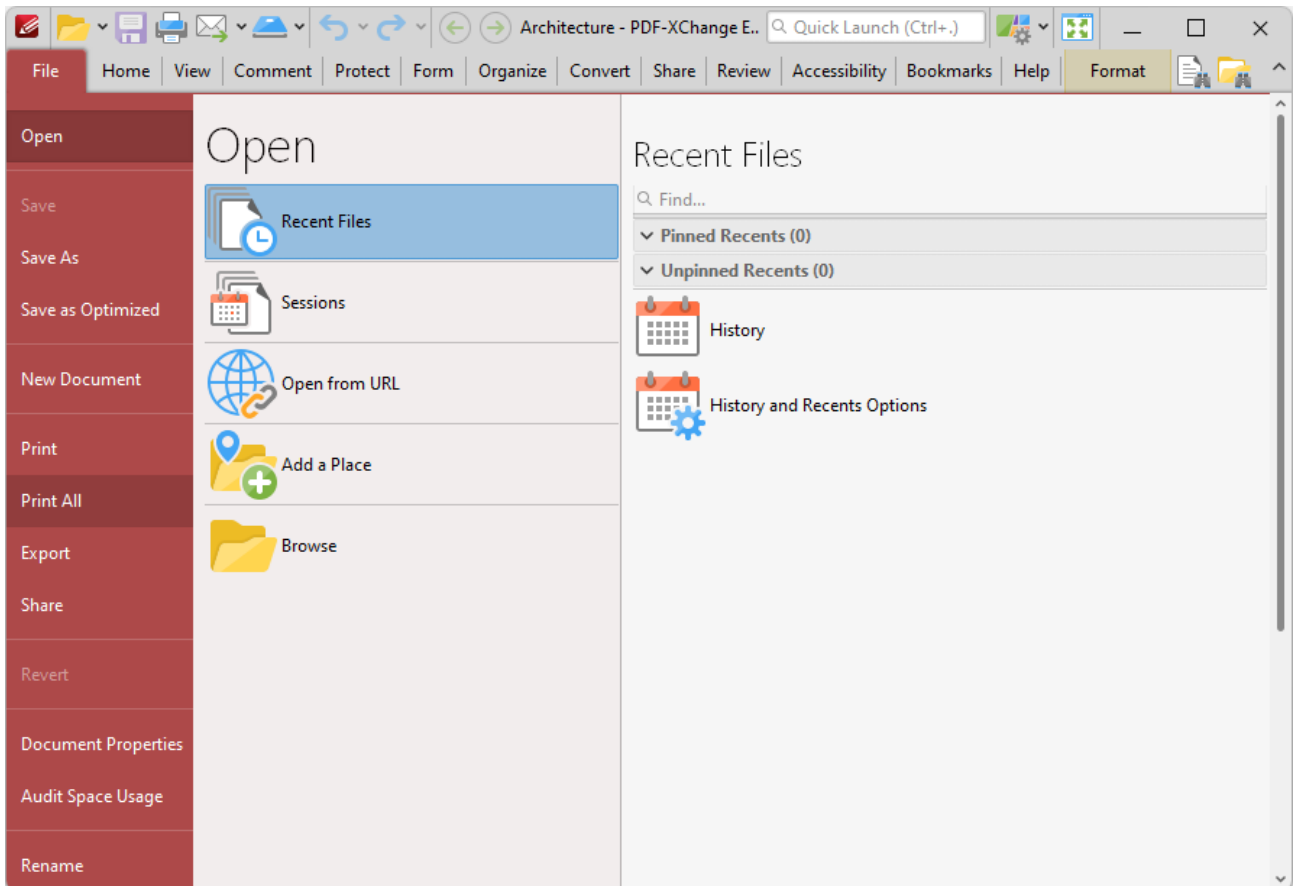 Architecture - PDF-XChange E.. Quick Launch (Ctrl+.)
File Home View Comment Protect Form Organize Convert Share Review Accessibility Bookmarks Help Format
Open
Save
Save As
Save as Optimized
New Document
Print
Print All
Export
Share
Revert
Document Properties
Audit Space Usage
Rename
Open
Recent Files
Sessions
Open from URL
Add a Place
Browse
Recent Files
Find...
Pinned Recents (0)
Unpinned Recents (0)
History
History and Recents Options